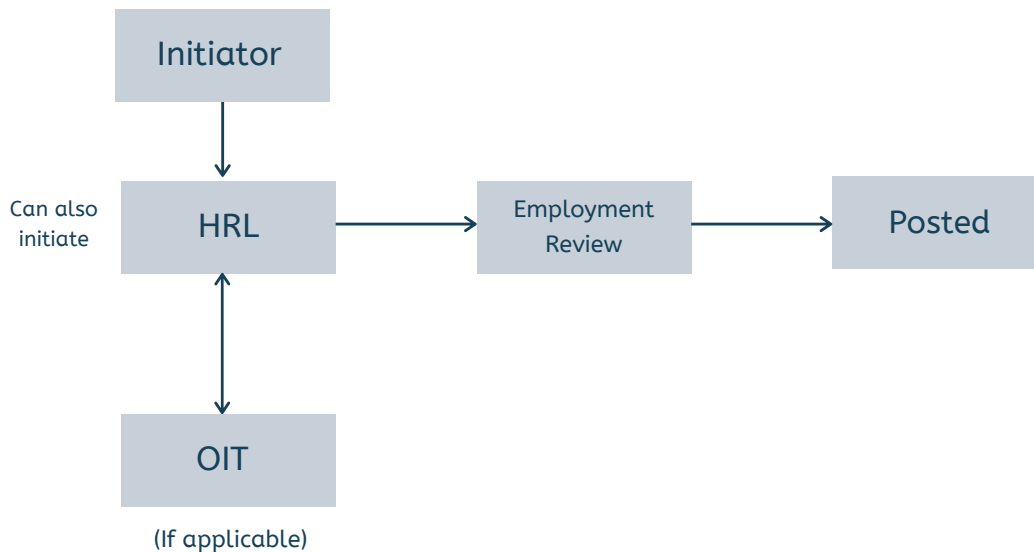 Initiator
Can also
initiate
HRL
Employment
Review
Posted
OIT
(If applicable)